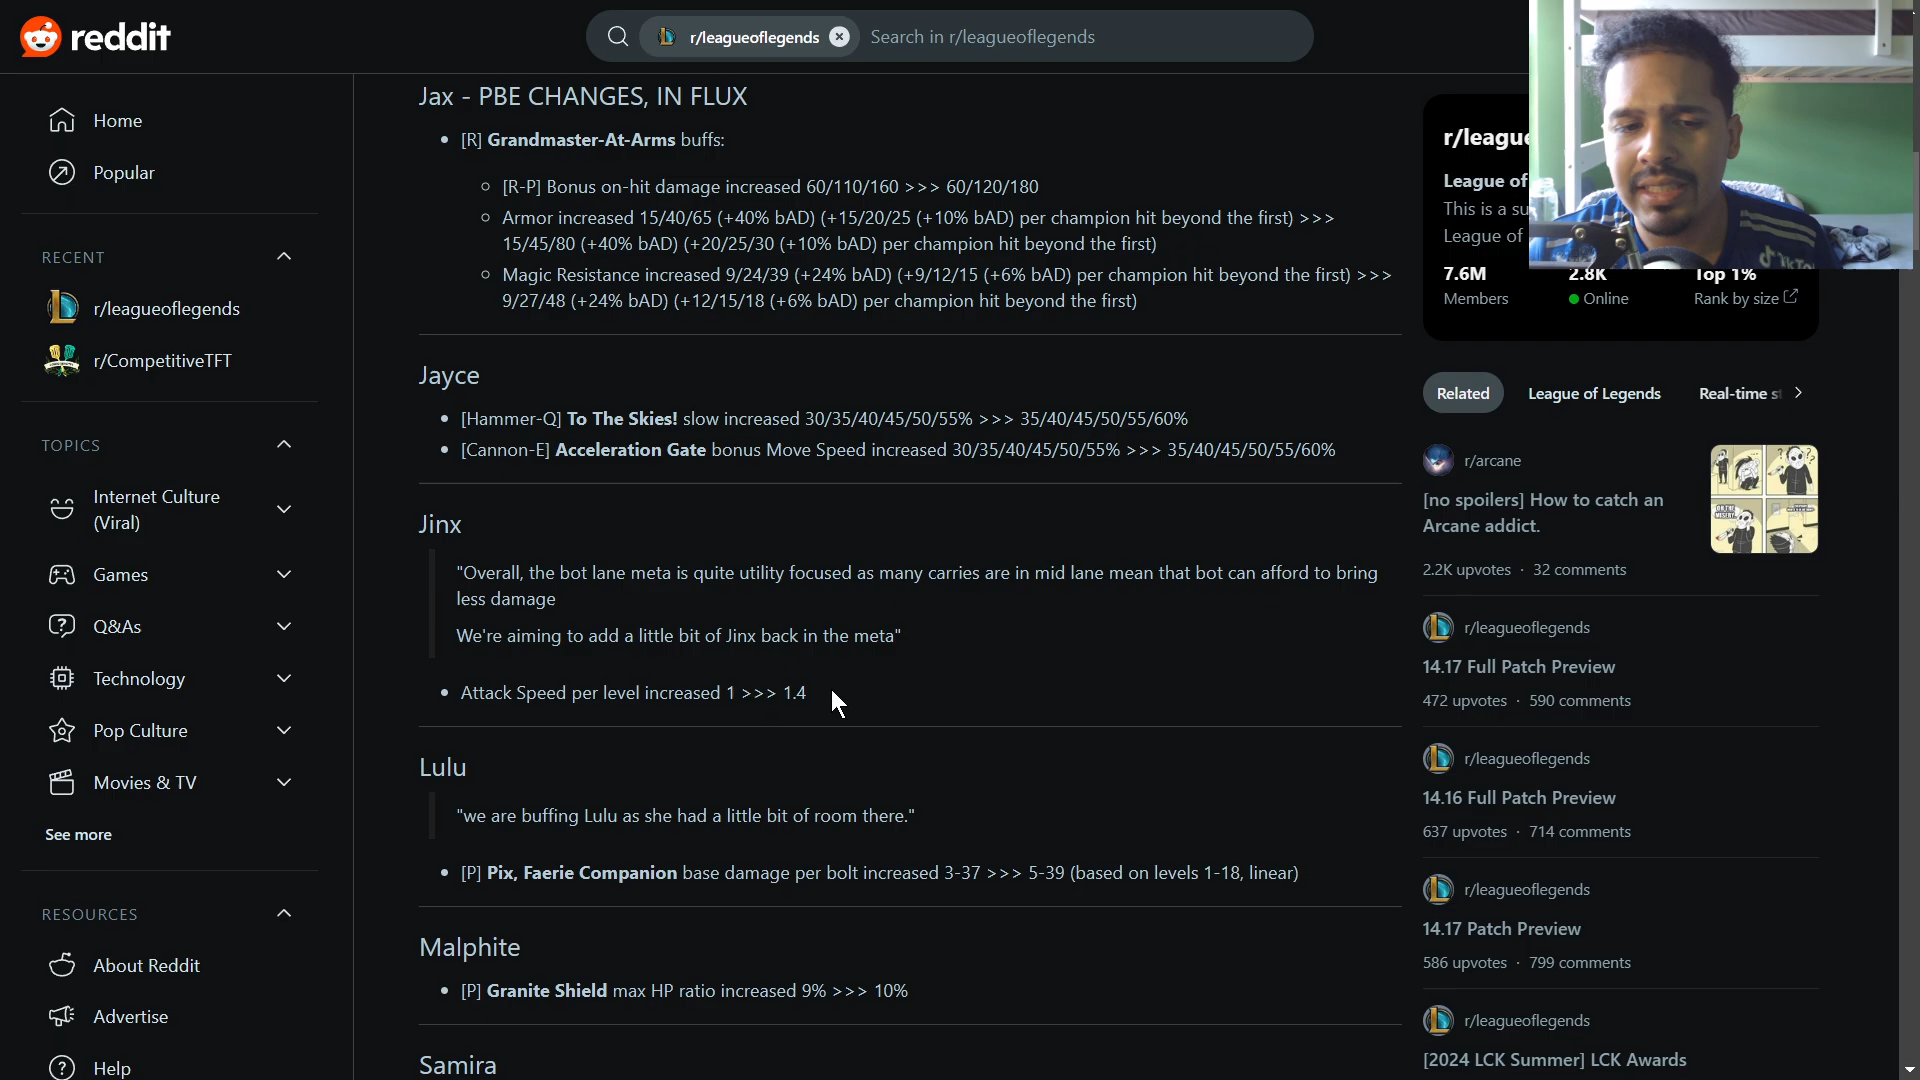 reddit
r/leagueoflegends
Search in r/leagueoflegends
Home
Popular
RECENT
r/leagueoflegends
r/CompetitiveTFT
TOPICS
Internet Culture
(Viral)
Games
Q&As
Technology
Pop Culture
Movies & TV
See more
RESOURCES
About Reddit
Advertise
Help
Jax - PBE CHANGES, IN FLUX
[R] Grandmaster-At-Arms buffs:
[R-P] Bonus on-hit damage increased 60/110/160 >>> 60/120/180
Armor increased 15/40/65 (+40% bAD) (+15/20/25 (+10% bAD) per champion hit beyond the first) >>>
15/45/80 (+40% bAD) (+20/25/30 (+10% bAD) per champion hit beyond the first)
Magic Resistance increased 9/24/39 (+24% bAD) (+9/12/15 (+6% bAD) per champion hit beyond the first) >>>
9/27/48 (+24% bAD) (+12/15/18 (+6% bAD) per champion hit beyond the first)
Jayce
[Hammer-Q] To The Skies! slow increased 30/35/40/45/50/55% >>> 35/40/45/50/55/60%
[Cannon-E] Acceleration Gate bonus Move Speed increased 30/35/40/45/50/55% >>> 35/40/45/50/55/60%
Jinx
"Overall, the bot lane meta is quite utility focused as many carries are in mid lane mean that bot can afford to bring
less damage
We're aiming to add a little bit of Jinx back in the meta"
Attack Speed per level increased 1 >>> 1.4
Lulu
"we are buffing Lulu as she had a little bit of room there."
[P] Pix, Faerie Companion base damage per bolt increased 3-37 >>> 5-39 (based on levels 1-18, linear)
Malphite
[P] Granite Shield max HP ratio increased 9% >>> 10%
Samira
r/league
League of
This is a su
League of
7.6M
2.8K
Top 1%
Members
Online
Rank by size
Related
League of Legends
Real-time st
r/arcane
[no spoilers] How to catch an
Arcane addict.
2.2K upvotes · 32 comments
r/leagueoflegends
14.17 Full Patch Preview
472 upvotes · 590 comments
r/leagueoflegends
14.16 Full Patch Preview
637 upvotes · 714 comments
r/leagueoflegends
14.17 Patch Preview
586 upvotes · 799 comments
r/leagueoflegends
[2024 LCK Summer] LCK Awards